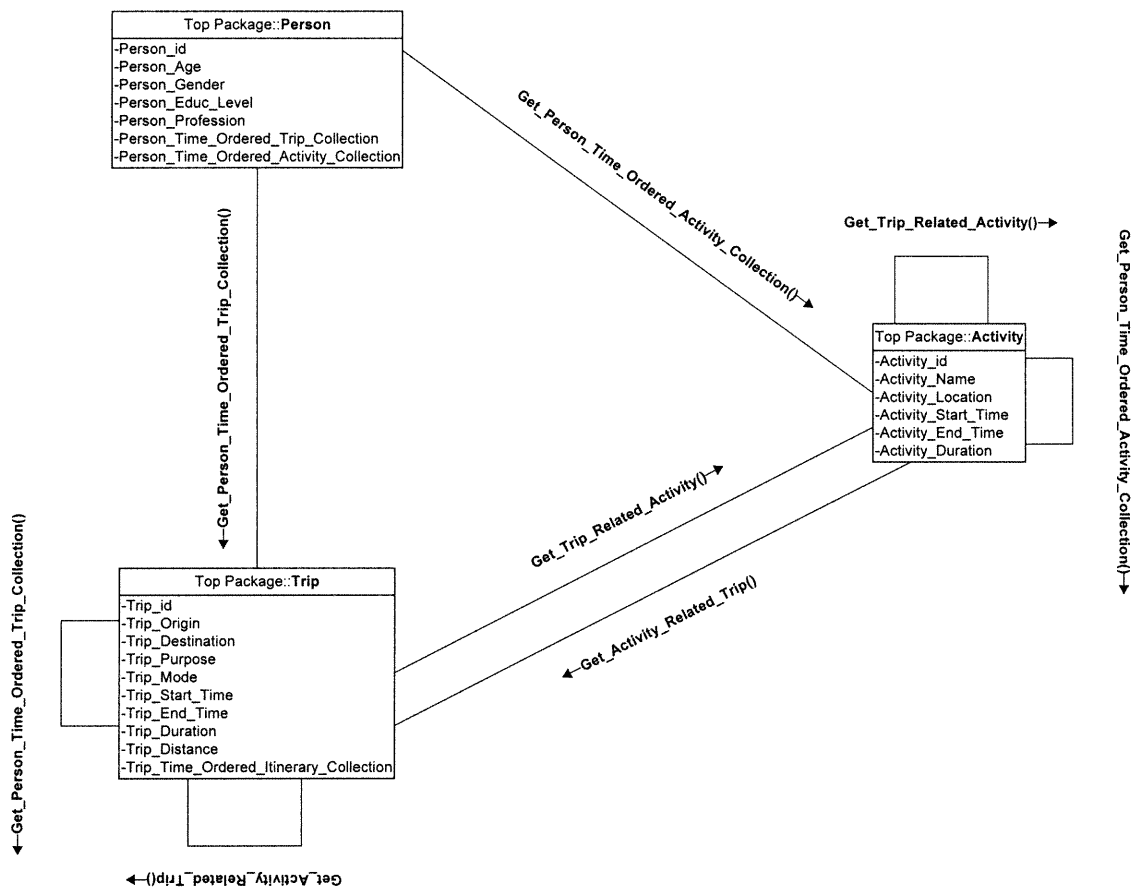 Top Package::Person
-Person_id
-Person_Age
-Person_Gender
-Person_Educ_Level
-Person_Profession
-Person_Time_Ordered_Trip_Collection
-Person_Time_Ordered_Activity_Collection
Get_Person_Time_Ordered_Activity_Collection()→
Get_Trip_Related_Activity()→
Get_Person_Time_Ordered_Activity_Collection()→
←Get_Person_Time_Ordered_Trip_Collection()
Top Package::Activity
-Activity_id
-Activity_Name
-Activity_Location
-Activity_Start_Time
-Activity_End_Time
-Activity_Duration
Get_Trip_Related_Activity()→
←Get_Activity_Related_Trip()
←Get_Person_Time_Ordered_Trip_Collection()
Top Package::Trip
-Trip_id
-Trip_Origin
-Trip_Destination
-Trip_Purpose
-Trip_Mode
-Trip_Start_Time
-Trip_End_Time
-Trip_Duration
-Trip_Distance
-Trip_Time_Ordered_Itinerary_Collection
Get_Activity_Related_Trip()→